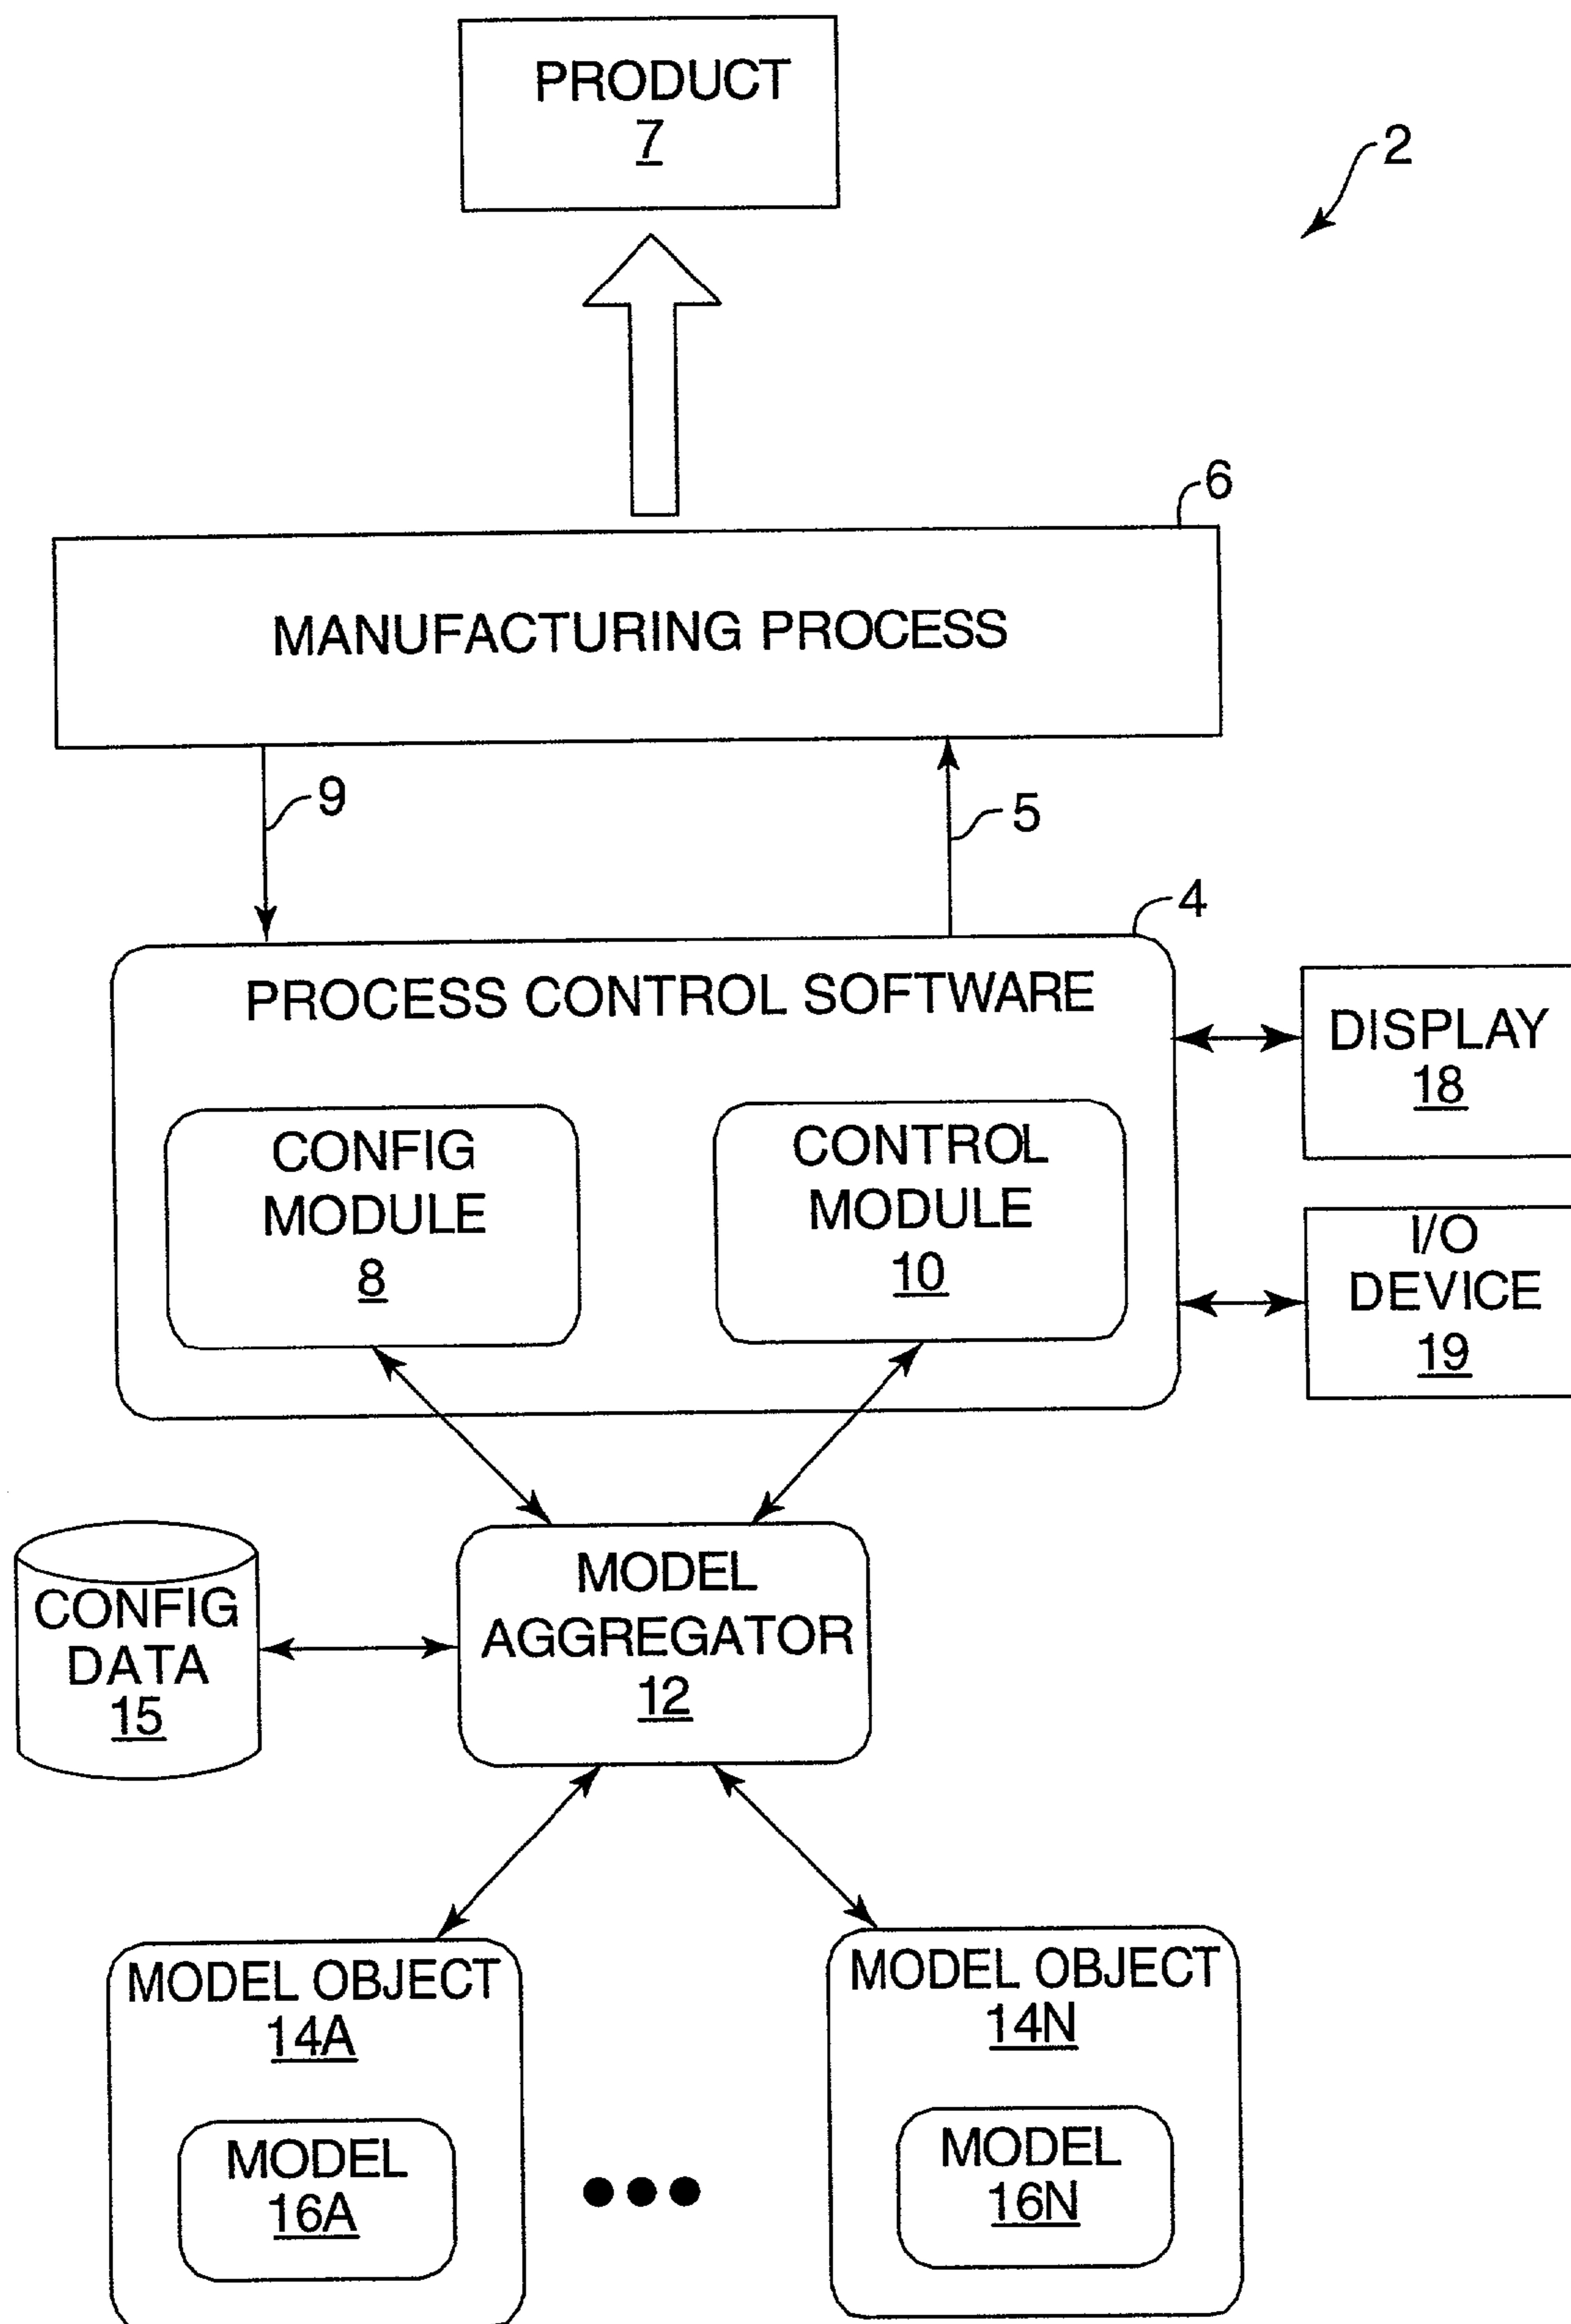 PRODUCT
7
2
6
MANUFACTURING PROCESS
9
5
4
PROCESS CONTROL SOFTWARE
DISPLAY
18
CONFIG
MODULE
8
CONTROL
MODULE
10
I/O
DEVICE
19
CONFIG
DATA
15
MODEL
AGGREGATOR
12
MODEL OBJECT
14A
MODEL
16A
MODEL OBJECT
14N
MODEL
16N